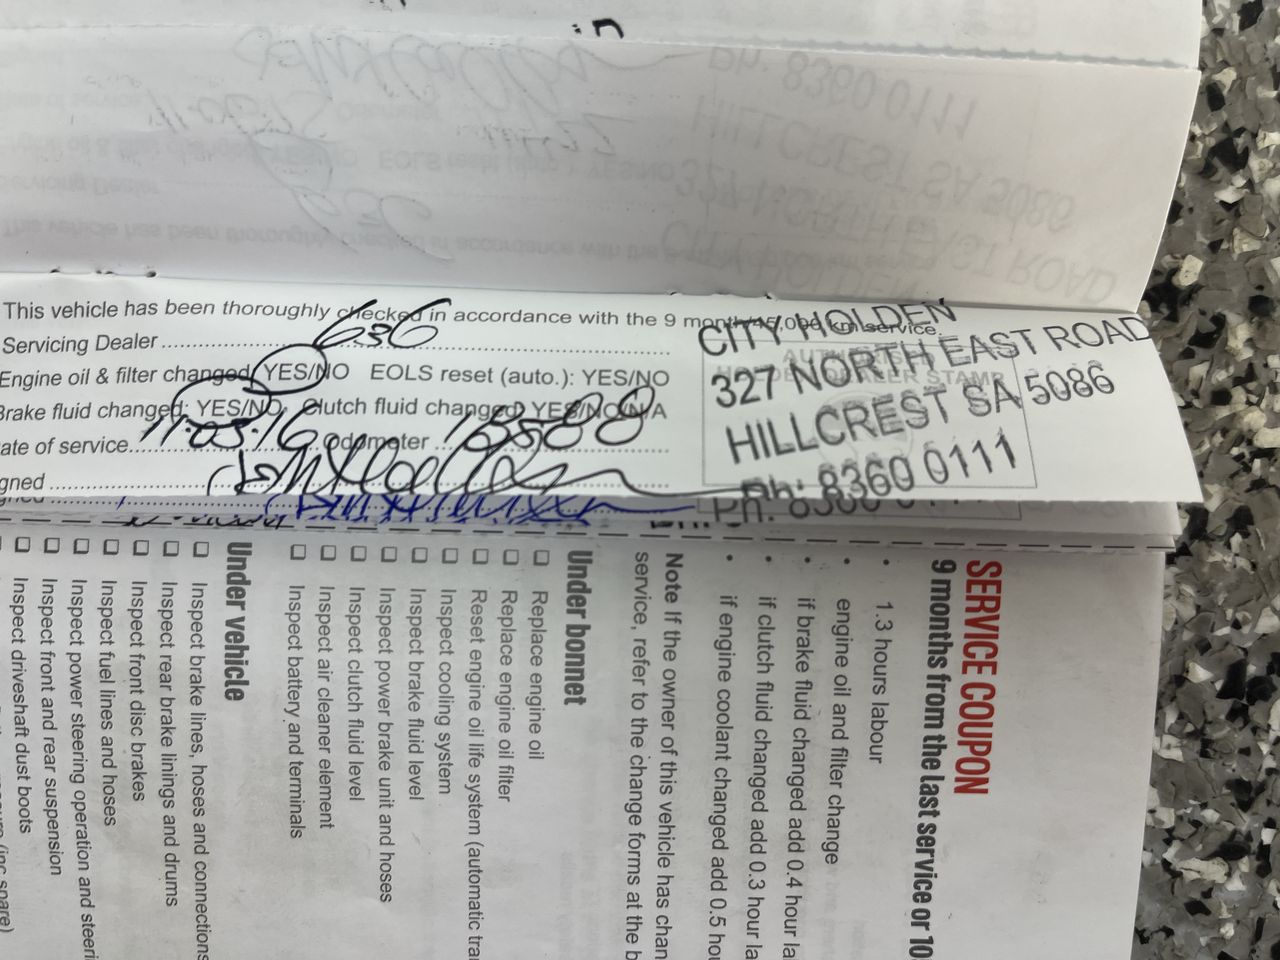 This vehicle has been thoroughly checked in accordance with the 9 month/45,000 km service.
Servicing Dealer 636
Engine oil & filter changed: YES/NO EOLS reset (auto.): YES/NO
Brake fluid changed: YES/NO Clutch fluid changed: YES/NO/N/A
ate of service 11.05.16 Odometer
gned
CITY HOLDEN
327 NORTH EAST ROAD
HILLCREST SA 5086
Ph: 8360 0111
SERVICE COUPON
9 months from the last service or 10
• 1.3 hours labour
• engine oil and filter change
• if brake fluid changed add 0.4 hour la
• if clutch fluid changed add 0.3 hour la
• if engine coolant changed add 0.5 hou
Note If the owner of this vehicle has chan
service, refer to the change forms at the b
Under bonnet
❑ Replace engine oil
❑ Replace engine oil filter
❑ Reset engine oil life system (automatic tra
❑ Inspect cooling system
❑ Inspect brake fluid level
❑ Inspect power brake unit and hoses
❑ Inspect clutch fluid level
❑ Inspect air cleaner element
❑ Inspect battery and terminals
Under vehicle
❑ Inspect brake lines, hoses and connections
❑ Inspect rear brake linings and drums
❑ Inspect front disc brakes
❑ Inspect fuel lines and hoses
❑ Inspect power steering operation and steeri
❑ Inspect front and rear suspension
❑ Inspect driveshaft dust boots